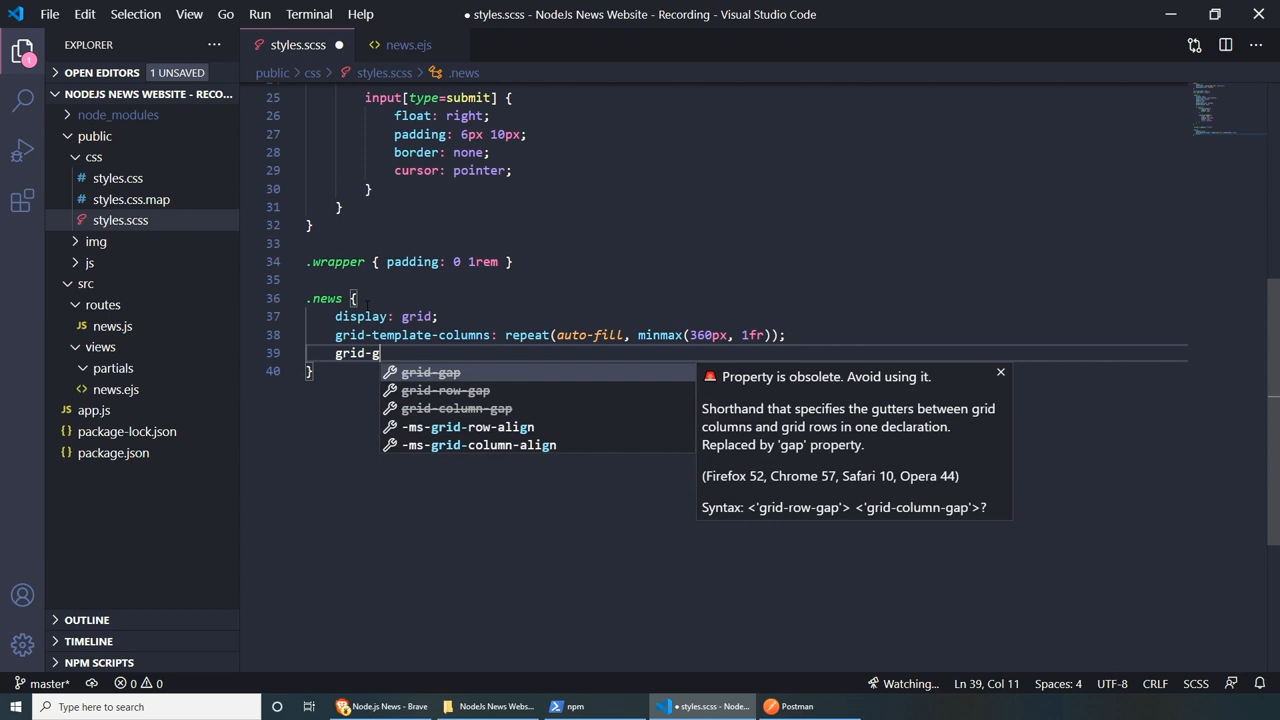 File Edit Selection View Go Run Terminal Help
● styles.scss - NodeJs News Website - Recording - Visual Studio Code
EXPLORER
OPEN EDITORS 1 UNSAVED
NODEJS NEWS WEBSITE - RECO...
node_modules
public
css
styles.css
styles.css.map
styles.scss
img
js
src
routes
news.js
views
partials
news.ejs
app.js
package-lock.json
package.json
OUTLINE
TIMELINE
NPM SCRIPTS
styles.scss
news.ejs
public > css > styles.scss > .news
25 input[type=submit] {
26 float: right;
27 padding: 6px 10px;
28 border: none;
29 cursor: pointer;
30 }
31 }
32 }
33
34 .wrapper { padding: 0 1rem }
35
36 .news {
37 display: grid;
38 grid-template-columns: repeat(auto-fill, minmax(360px, 1fr));
39 grid-g
40 }
grid-gap
grid-row-gap
grid-column-gap
-ms-grid-row-align
-ms-grid-column-align
🚨 Property is obsolete. Avoid using it.
Shorthand that specifies the gutters between grid
columns and grid rows in one declaration.
Replaced by 'gap' property.
(Firefox 52, Chrome 57, Safari 10, Opera 44)
Syntax: <'grid-row-gap'> <'grid-column-gap'>?
master* 0 0 Watching... Ln 39, Col 11 Spaces: 4 UTF-8 CRLF SCSS
Type here to search
Node.js News - Brave
NodeJs News Webs...
npm
● styles.scss - Node...
Postman